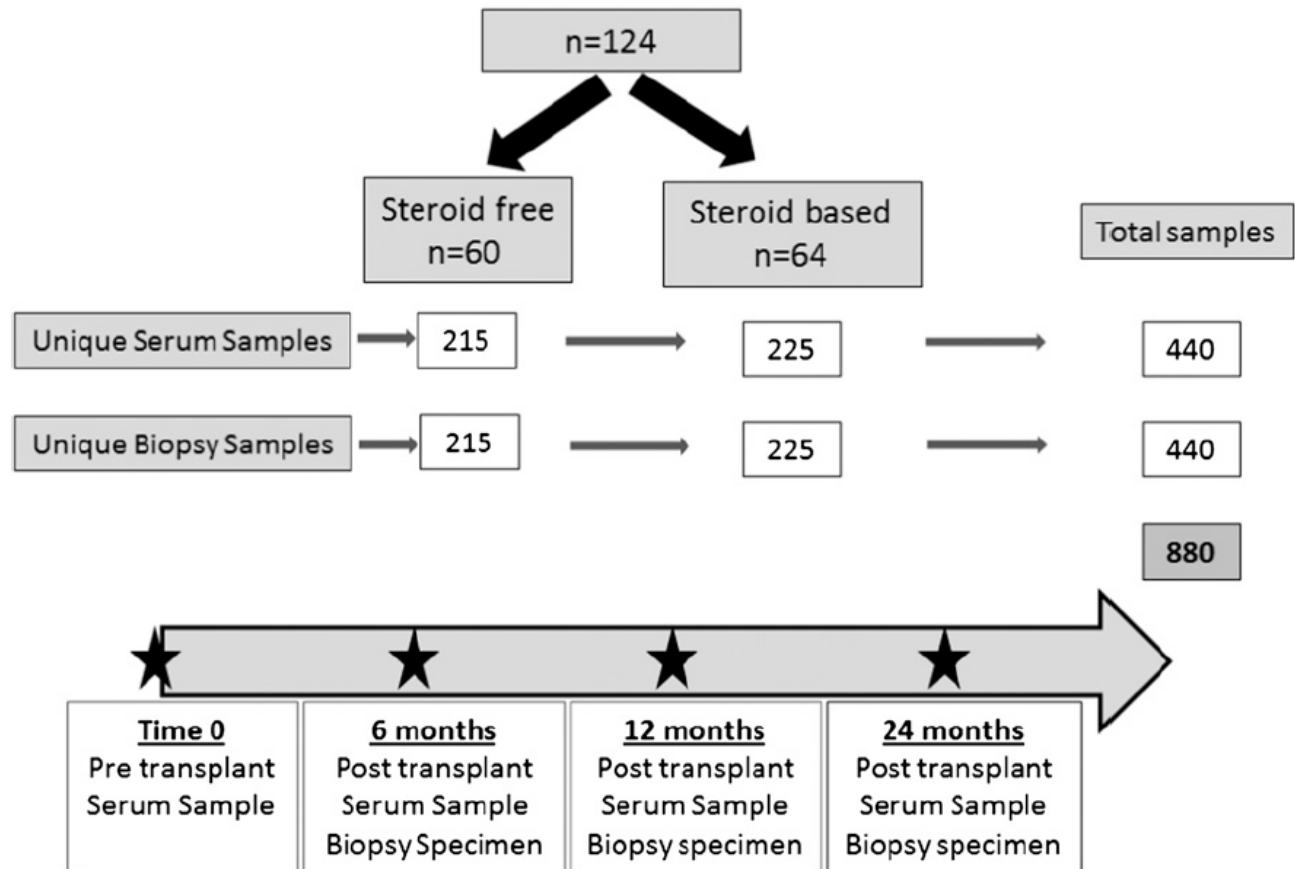 n=124
Steroid free
n=60
Steroid based
n=64
Total samples
Unique Serum Samples
215
225
440
Unique Biopsy Samples
215
225
440
880
Time 0
Pre transplant
Serum Sample
6 months
Post transplant
Serum Sample
Biopsy Specimen
12 months
Post transplant
Serum Sample
Biopsy specimen
24 months
Post transplant
Serum Sample
Biopsy specimen